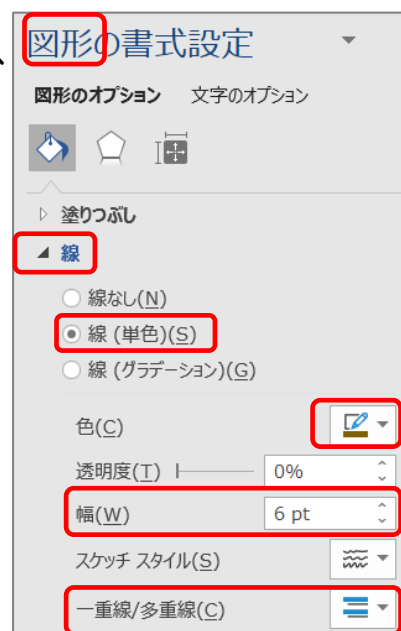 図形の書式設定
図形のオプション 文字のオプション
塗りつぶし
線
線なし(N)
線 (単色)(S)
線 (グラデーション)(G)
色(C)
透明度(T) 0%
幅(W) 6 pt
スケッチ スタイル(S)
一重線/多重線(C)